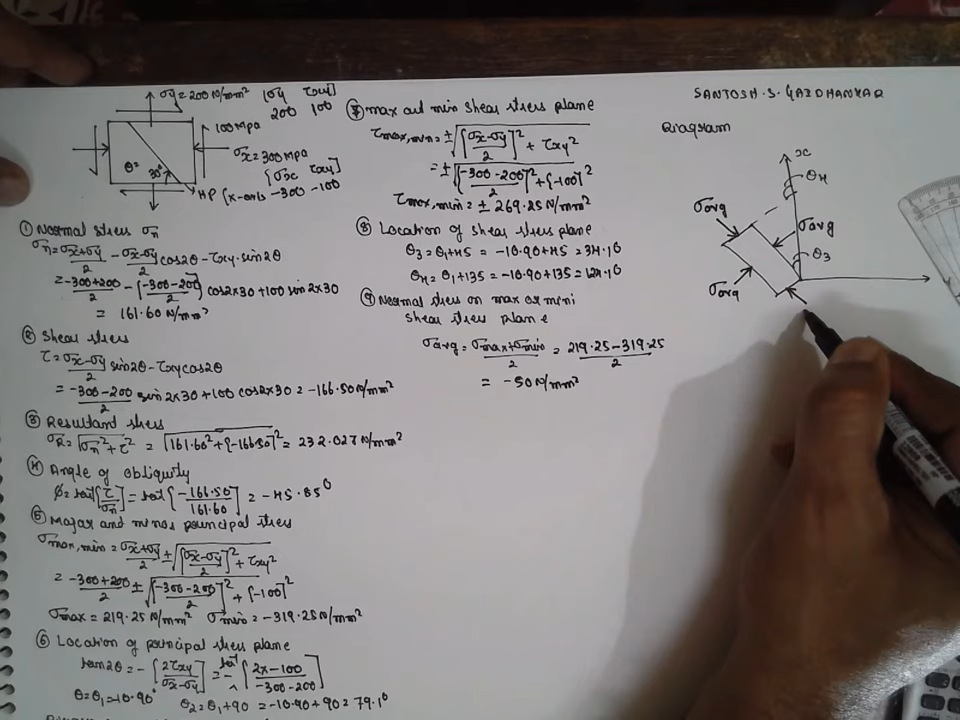 σy = 200 N/mm² [σy τxy]
200 100
100 MPa
σx = 300 MPa
[σx τxy]
θ= 30°
HP [x-axis -300 -100
① Normal stress σn
σn = σx+σy/2 - σx-σy/2 cos2θ - τxy.sin2θ
= -300+200/2 - [-300-200/2] cos2x30 + 100 sin 2x30
= 161.60 N/mm²
② Shear stress
τ = σx-σy/2 sin2θ - τxy cos2θ
= -300-200/2 sin 2x30 + 100 cos2x30 = -166.50 N/mm²
③ Resultant stress
σR = √σn²+τ² = √161.60²+[-166.50]² = 232.027 N/mm²
④ Angle of obliquity
φ = tan⁻¹[τ/σn] = tan⁻¹[-166.50/161.60] = -45.85°
⑤ Major and minor principal stress
σmax,min = σx+σy/2 ± √[σx-σy/2]² + τxy²
= -300+200/2 ± √[-300-200/2]² + [-100]²
σmax = 219.25 N/mm² σmin = -319.25 N/mm²
⑥ Location of principal stress plane
tan2θ = - [2τxy/σx-σy] = tan⁻¹ - [2x-100/-300-200]
θ=θ1=10.90° θ2 = θ1+90 = -10.90+90 = 79.1°
⑦ max and min shear stress plane
τmax,min = ± √[σx-σy/2]² + τxy²
= ± √[-300-200/2]² + [-100]²
τmax,min = ± 269.25 N/mm²
⑧ Location of shear stress plane
θ3 = θ1+45 = -10.90+45 = 34.1°
θ4 = θ1+135 = -10.90+135 = 124.1°
⑨ Normal stress on max or mini
shear stress plane
σavg = σmax+σmin/2 = 219.25-319.25/2
= -50 N/mm²
SANTOSH.S.GAZDHANKAR
Diagram
x
θ4
σavg
σavg
θ3
σavg